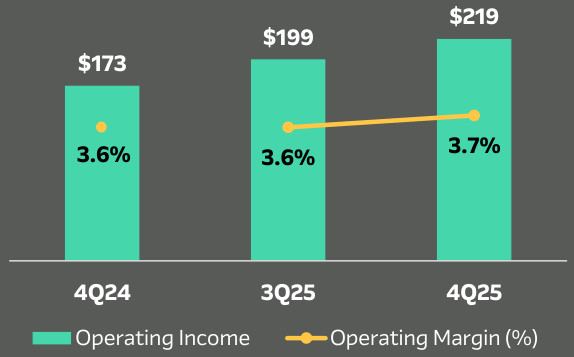 $173
$199
$219
3.6%
3.6%
3.7%
4Q24
3Q25
4Q25
Operating Income
Operating Margin (%)